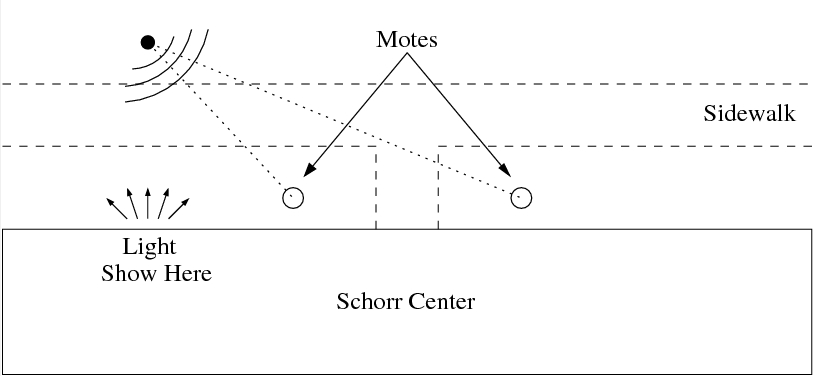 Motes
Sidewalk
Light
Show Here
Schorr Center